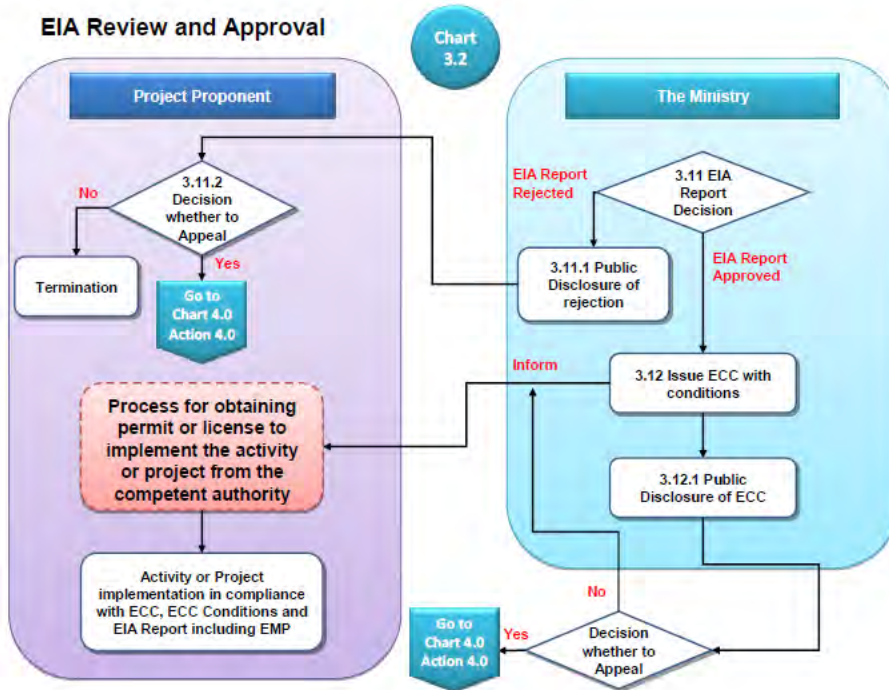 EIA Review and Approval
Chart
3.2
Project Proponent
The Ministry
No
3.11.2
Decision
whether to
Appeal
Yes
Termination
Go to
Chart 4.0
Action 4.0
EIA Report
Rejected
3.11 EIA
Report
Decision
3.11.1 Public
Disclosure of
rejection
EIA Report
Approved
Inform
3.12 Issue ECC with
conditions
Process for obtaining
permit or license to
implement the activity
or project from the
competent authority
3.12.1 Public
Disclosure of ECC
Activity or Project
implementation in compliance
with ECC, ECC Conditions and
EIA Report including EMP
No
Go to
Chart 4.0
Action 4.0
Yes
Decision
whether to
Appeal